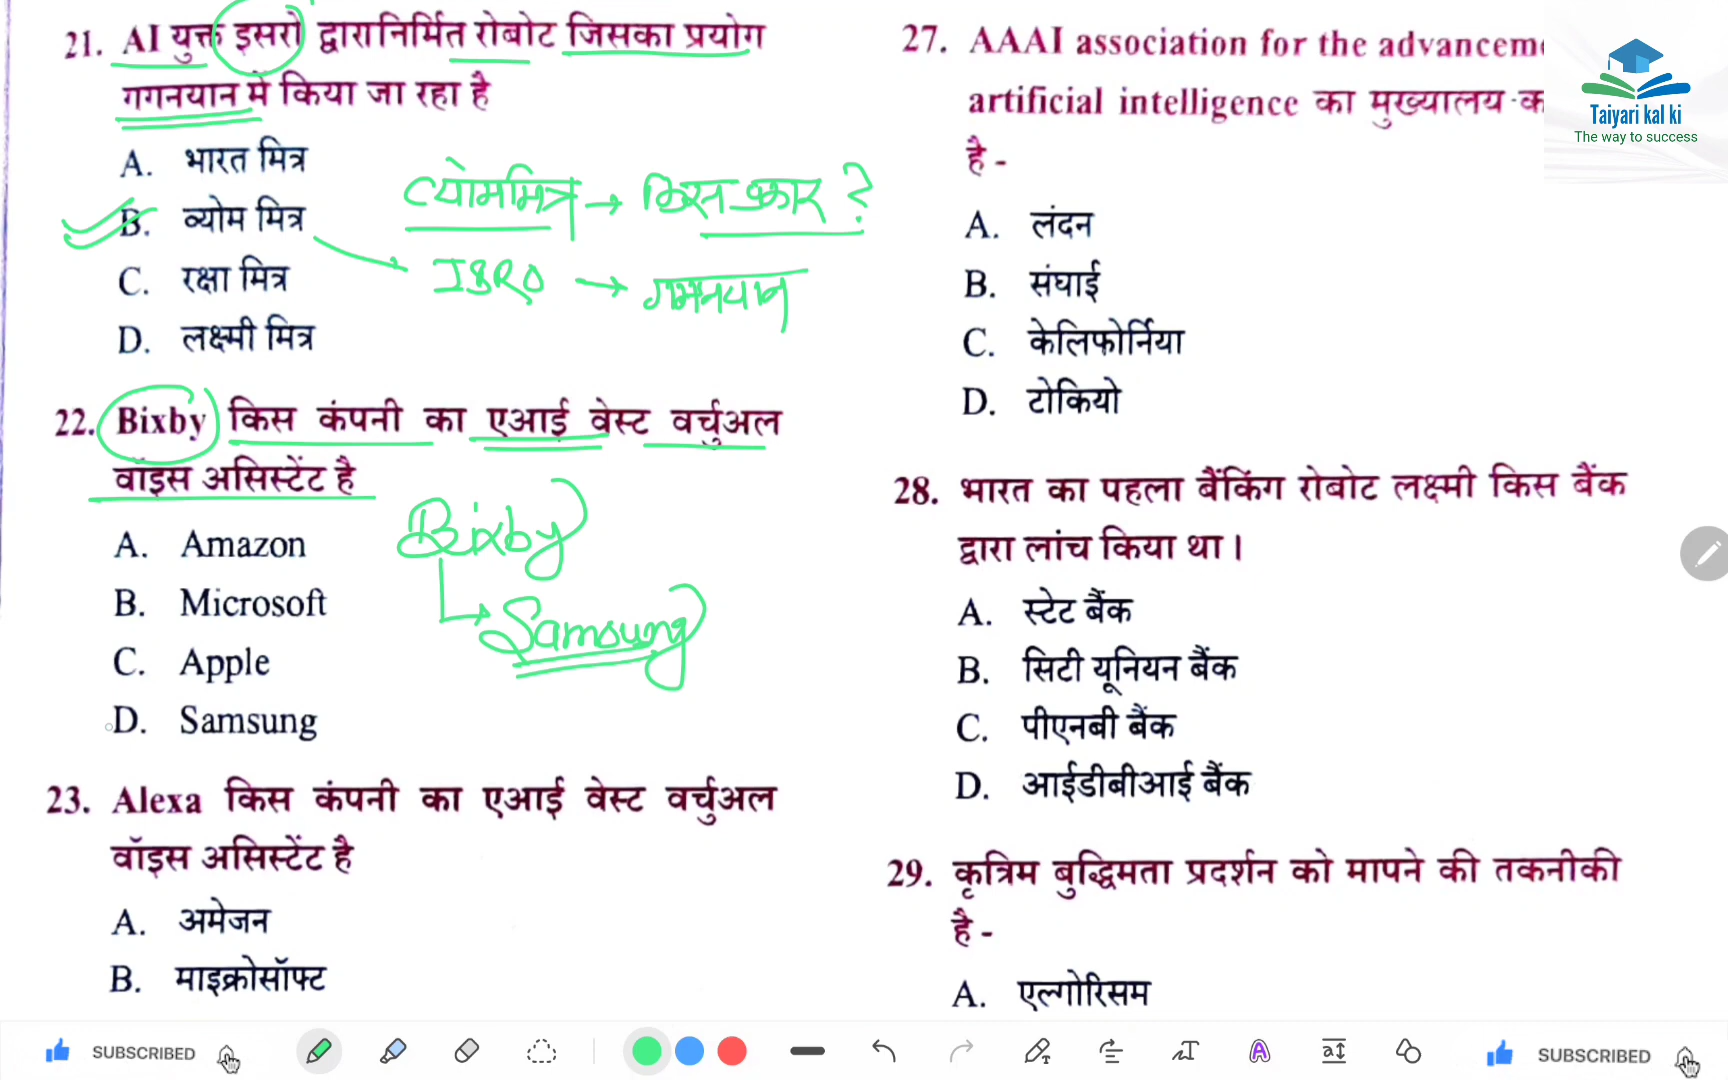 21. AI युक्त इसरो द्वारानिर्मित रोबोट जिसका प्रयोग
गगनयान मे किया जा रहा है
A. भारत मित्र
B. व्योम मित्र
C. रक्षा मित्र
D. लक्ष्मी मित्र
व्योममित्र → किस प्रकार ?
ISRO → गगनयान
22. Bixby किस कंपनी का एआई वेस्ट वर्चुअल
वॉइस असिस्टेंट है
A. Amazon
B. Microsoft
C. Apple
D. Samsung
Bixby
Samsung
23. Alexa किस कंपनी का एआई वेस्ट वर्चुअल
वॉइस असिस्टेंट है
A. अमेजन
B. माइक्रोसॉफ्ट
27. AAAI association for the advancem
artificial intelligence का मुख्यालय क
है -
A. लंदन
B. संघाई
C. केलिफोर्निया
D. टोकियो
28. भारत का पहला बैंकिंग रोबोट लक्ष्मी किस बैंक
द्वारा लांच किया था।
A. स्टेट बैंक
B. सिटी यूनियन बैंक
C. पीएनबी बैंक
D. आईडीबीआई बैंक
29. कृत्रिम बुद्धिमता प्रदर्शन को मापने की तकनीकी
है -
A. एल्गोरिसम
Taiyari kal ki
The way to success
SUBSCRIBED
SUBSCRIBED